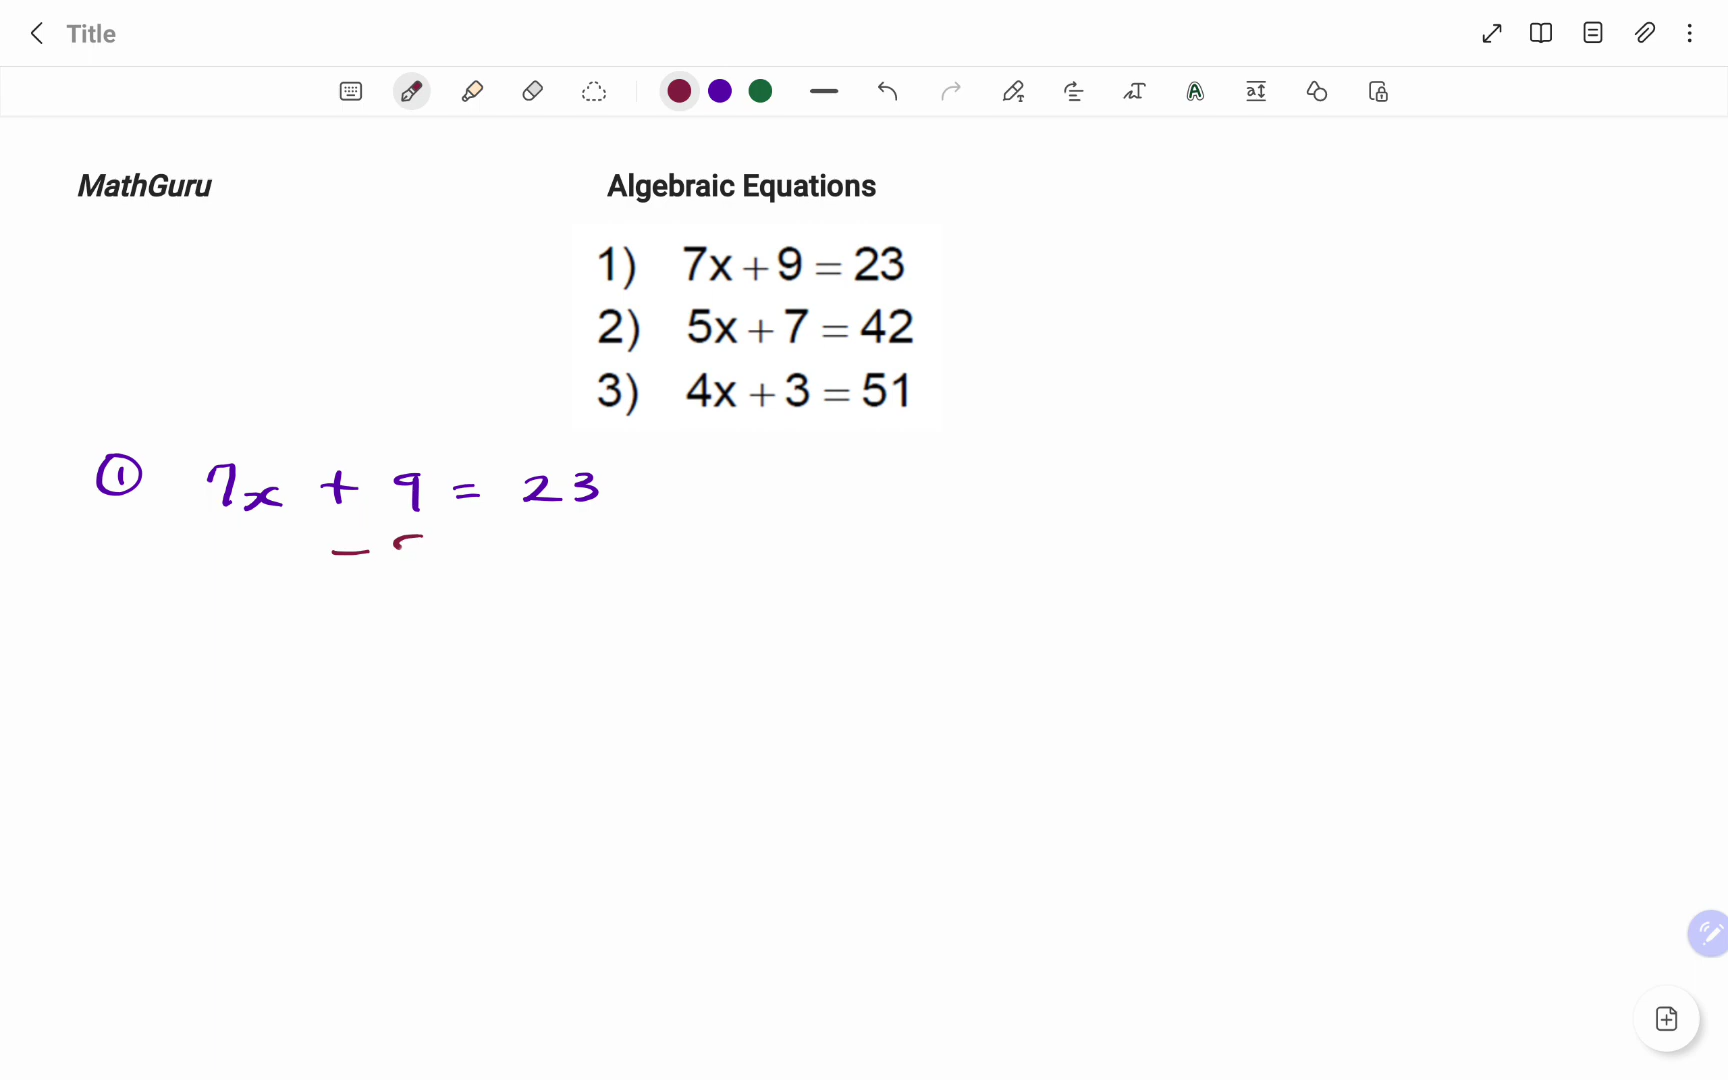 Title
MathGuru
Algebraic Equations
1) 7x + 9 = 23
2) 5x + 7 = 42
3) 4x + 3 = 51
① 7x + 9 = 23
−